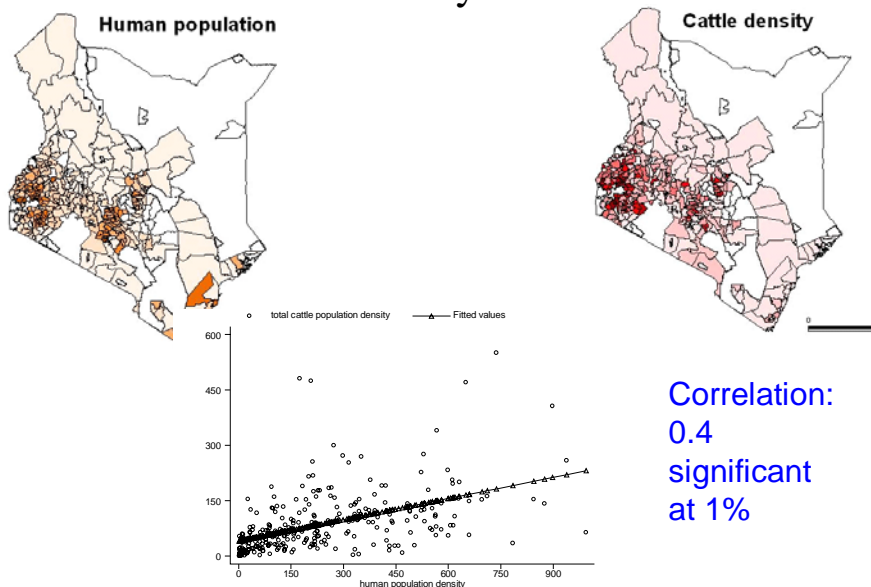 Human population
Cattle density
0
total cattle population density
Fitted values
600
450
300
150
0
0
150
300
450
600
750
900
human population density
Correlation:
0.4
significant
at 1%